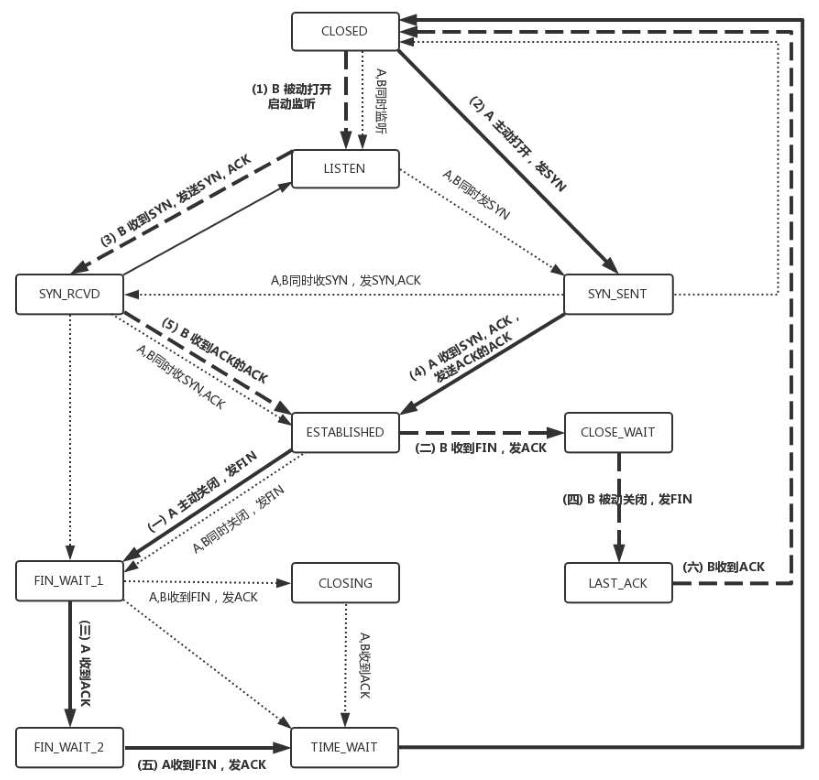 CLOSED
(1) B 被动打开
启动监听
A,B同时监听
(2) A 主动打开，发SYN
LISTEN
(3) B 收到SYN, 发送SYN, ACK
A,B同时发SYN
SYN_RCVD
A,B同时收SYN，发SYN,ACK
SYN_SENT
(5) B 收到ACK的ACK
A,B同时收SYN,ACK
(4) A 收到SYN, ACK，
发送ACK的ACK
ESTABLISHED
(二) B 收到FIN，发ACK
CLOSE_WAIT
(一) A 主动关闭，发FIN
A,B同时关闭，发FIN
(四) B 被动关闭，发FIN
FIN_WAIT_1
A,B收到FIN，发ACK
CLOSING
LAST_ACK
(六) B收到ACK
(三) A 收到ACK
A,B收到ACK
FIN_WAIT_2
(五) A收到FIN，发ACK
TIME_WAIT